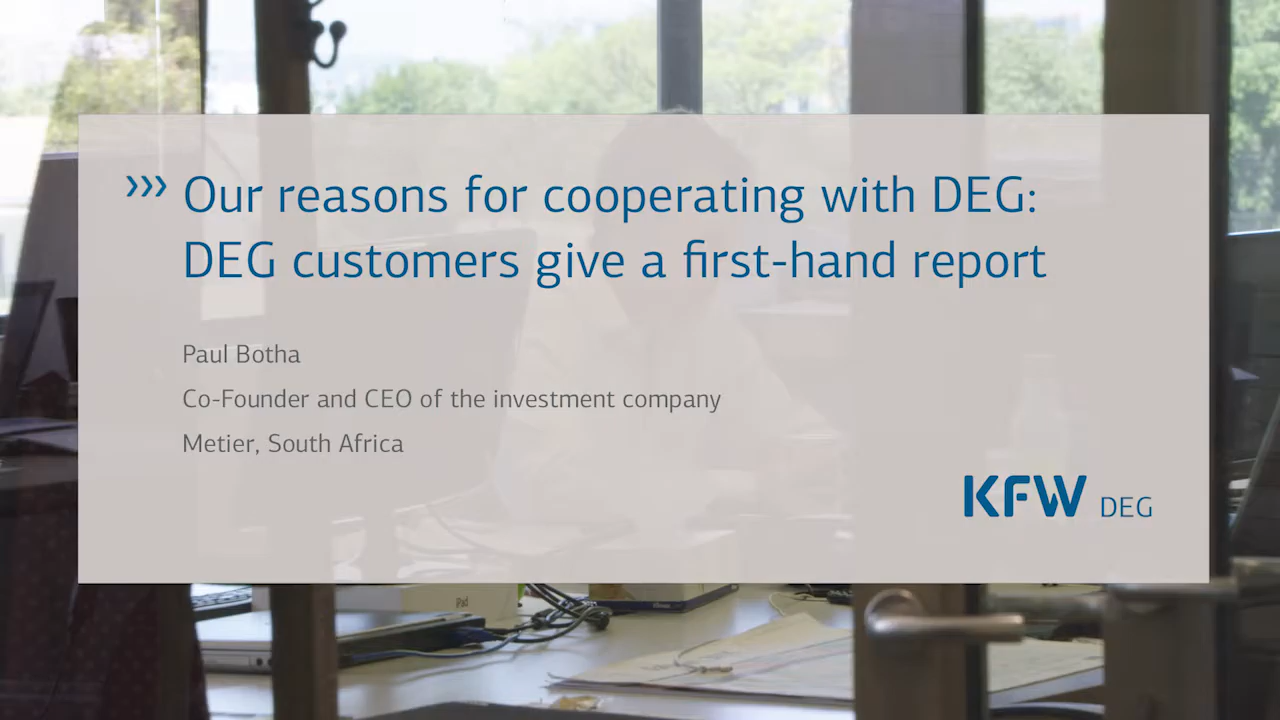 ››› Our reasons for cooperating with DEG:
DEG customers give a first-hand report
Paul Botha
Co-Founder and CEO of the investment company
Metier, South Africa
KFW DEG
iPad